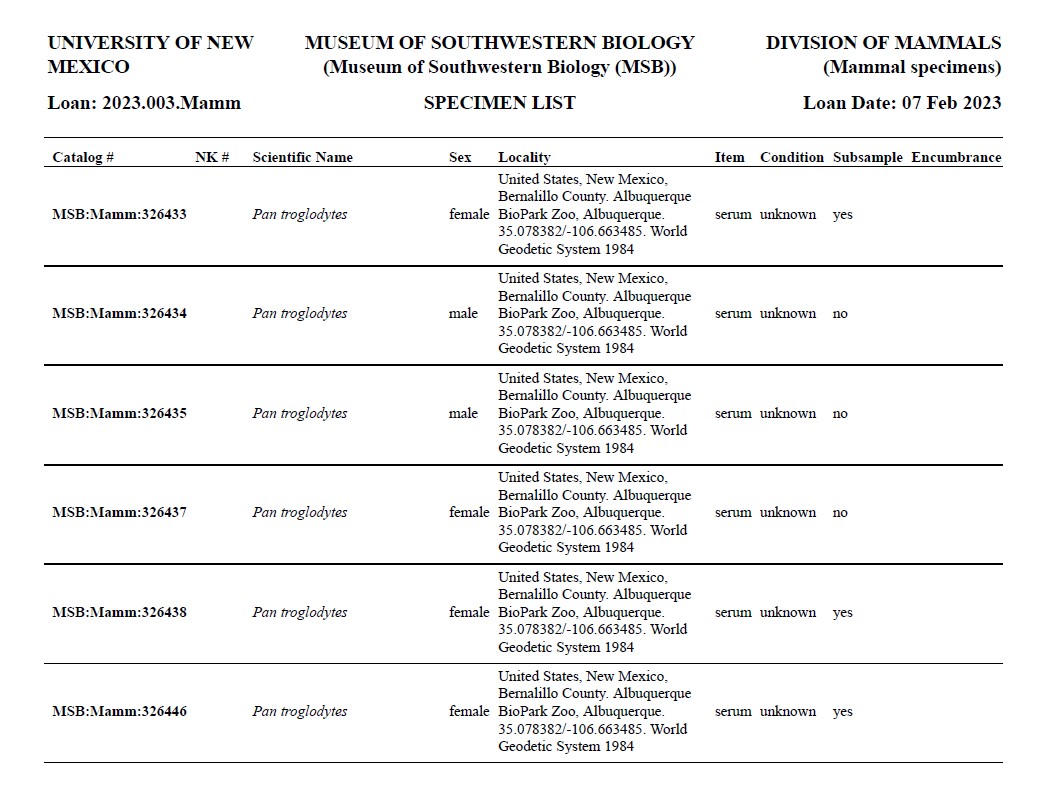 UNIVERSITY OF NEW MEXICO
MUSEUM OF SOUTHWESTERN BIOLOGY
(Museum of Southwestern Biology (MSB))
DIVISION OF MAMMALS
(Mammal specimens)
Loan: 2023.003.Mamm SPECIMEN LIST Loan Date: 07 Feb 2023
Catalog # NK # Scientific Name Sex Locality Item Condition Subsample Encumbrance
United States, New Mexico,
Bernalillo County. Albuquerque
MSB:Mamm:326433 Pan troglodytes female BioPark Zoo, Albuquerque. serum unknown yes
35.078382/-106.663485. World
Geodetic System 1984
United States, New Mexico,
Bernalillo County. Albuquerque
MSB:Mamm:326434 Pan troglodytes male BioPark Zoo, Albuquerque. serum unknown no
35.078382/-106.663485. World
Geodetic System 1984
United States, New Mexico,
Bernalillo County. Albuquerque
MSB:Mamm:326435 Pan troglodytes male BioPark Zoo, Albuquerque. serum unknown no
35.078382/-106.663485. World
Geodetic System 1984
United States, New Mexico,
Bernalillo County. Albuquerque
MSB:Mamm:326437 Pan troglodytes female BioPark Zoo, Albuquerque. serum unknown no
35.078382/-106.663485. World
Geodetic System 1984
United States, New Mexico,
Bernalillo County. Albuquerque
MSB:Mamm:326438 Pan troglodytes female BioPark Zoo, Albuquerque. serum unknown yes
35.078382/-106.663485. World
Geodetic System 1984
United States, New Mexico,
Bernalillo County. Albuquerque
MSB:Mamm:326446 Pan troglodytes female BioPark Zoo, Albuquerque. serum unknown yes
35.078382/-106.663485. World
Geodetic System 1984